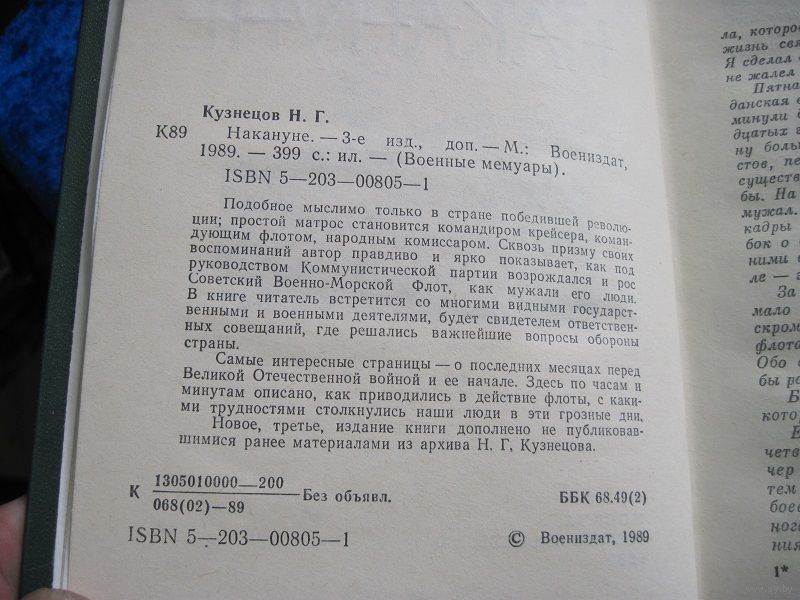 Кузнецов Н. Г.
К89 Накануне. — 3-е изд., доп. — М.: Воениздат,
1989. — 399 с.: ил. — (Военные мемуары).
ISBN 5—203—00805—1
Подобное мыслимо только в стране победившей револю-
ции; простой матрос становится командиром крейсера, коман-
дующим флотом, народным комиссаром. Сквозь призму своих
воспоминаний автор правдиво и ярко показывает, как под
руководством Коммунистической партии возрождался и рос
Советский Военно-Морской Флот, как мужали его люди.
В книге читатель встретится со многими видными государст-
венными и военными деятелями, будет свидетелем ответствен-
ных совещаний, где решались важнейшие вопросы обороны
страны.
Самые интересные страницы — о последних месяцах перед
Великой Отечественной войной и ее начале. Здесь по часам и
минутам описано, как приводились в действие флоты, с каки-
ми трудностями столкнулись наши люди в эти грозные дни.
Новое, третье, издание книги дополнено не публиковав-
шимися ранее материалами из архива Н. Г. Кузнецова.
К 1305010000—200
068(02)—89
Без объявл.
ББК 68.49(2)
ISBN 5—203—00805—1
© Воениздат, 1989
ла, которо
жизнь свя
Я сделал
не жалел
Пятна
данская
минули
дцатых г
ну боль
стов, пе
существ
бы. На
мужал.
кадры
бок о
ними
ле — з
За
мало
скром
флота
Обо
бы ро
Б
кото
Е
четв
чер
тем
боев
ного
ния
1*
www.ay.by